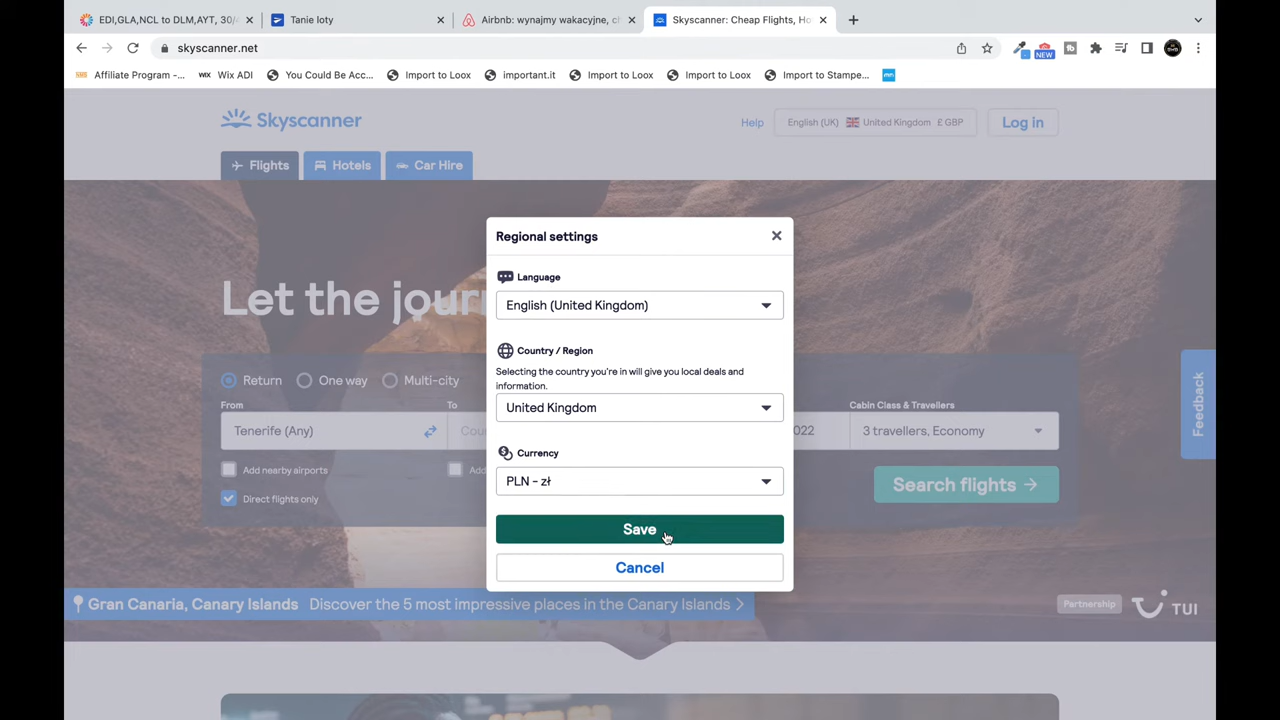 EDI,GLA,NCL to DLM,AYT, 30/
Tanie loty
Airbnb: wynajmy wakacyjne, c
Skyscanner: Cheap Flights, Ho
skyscanner.net
NEW
Affiliate Program -...
WIX Wix ADI
You Could Be Acc...
Import to Loox
important.it
Import to Loox
Import to Loox
Import to Stampe...
Skyscanner
Help
English (UK) United Kingdom £ GBP
Log in
Flights
Hotels
Car Hire
Regional settings
Language
English (United Kingdom)
Let the jour
Country / Region
Selecting the country you're in will give you local deals and
information.
United Kingdom
Return
One way
Multi-city
From
To
Cabin Class & Travellers
Tenerife (Any)
Cou
022
3 travellers, Economy
Feedback
Currency
PLN - zł
Add nearby airports
Add
Direct flights only
Search flights
Save
Cancel
Gran Canaria, Canary Islands Discover the 5 most impressive places in the Canary Islands
Partnership
TUI